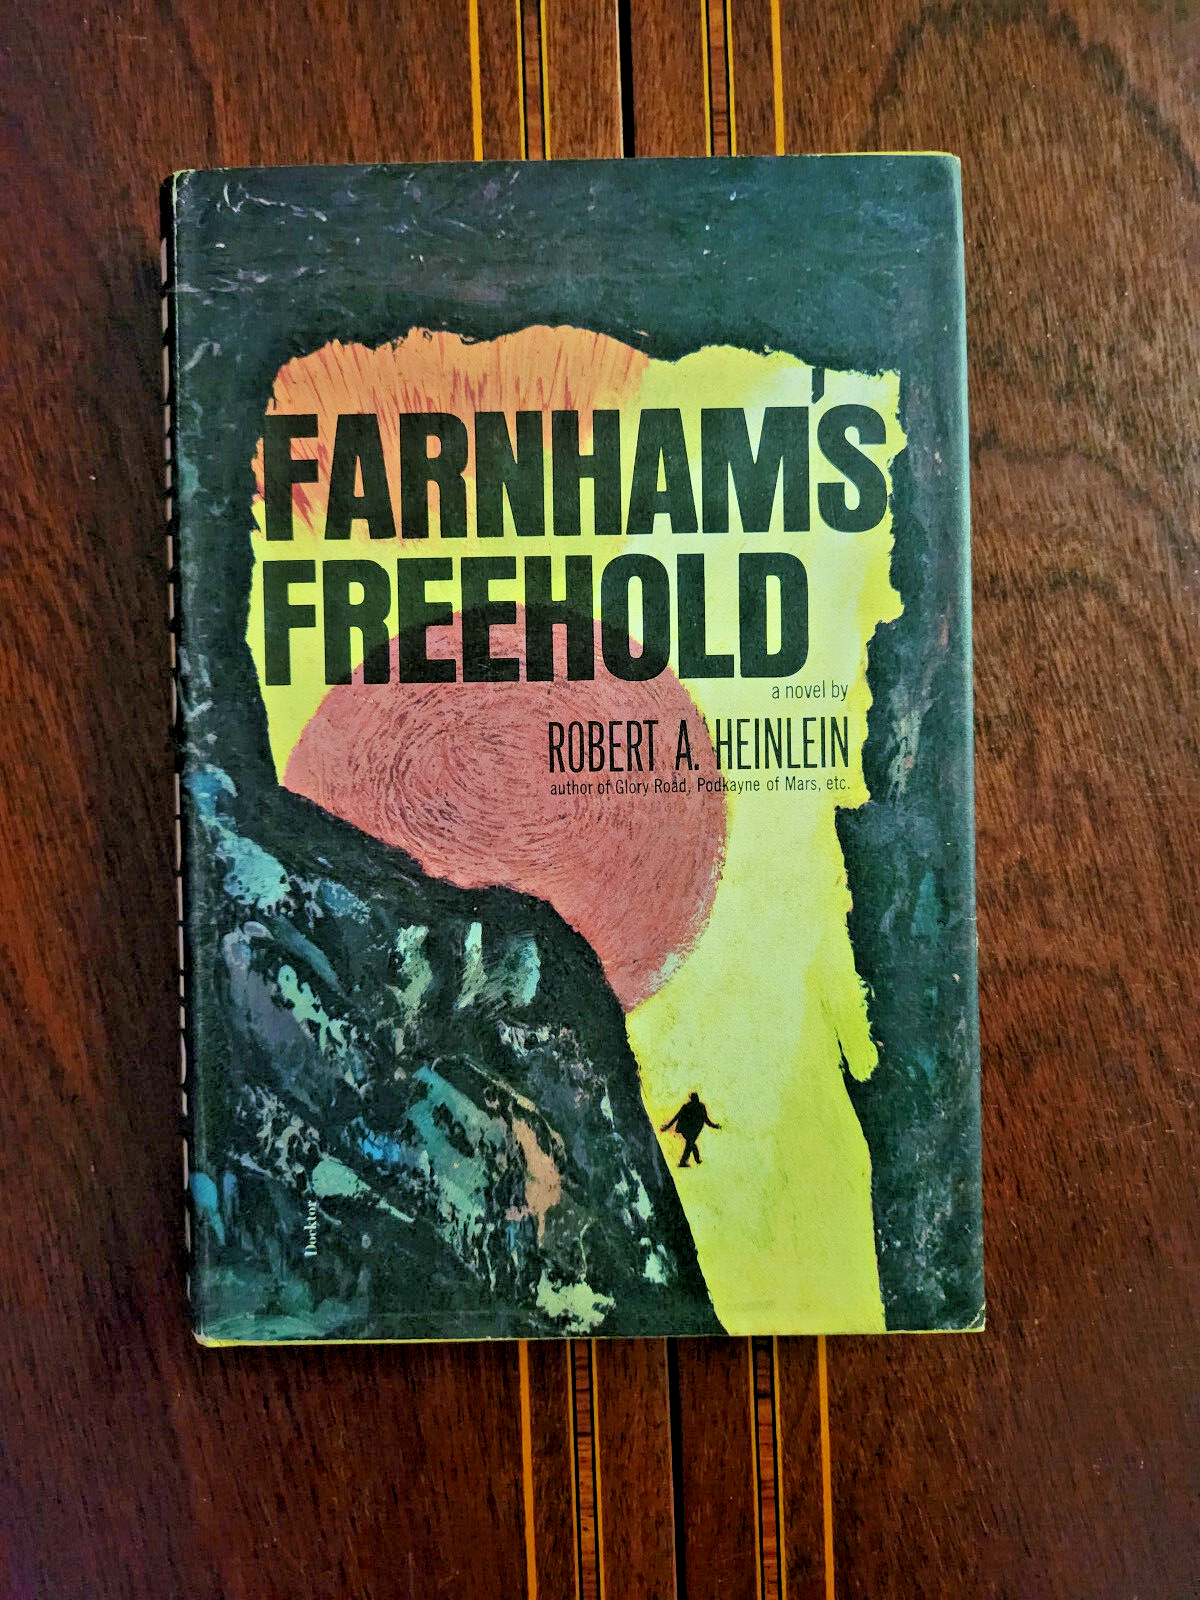 FARNHAM'S
FREEHOLD
a novel by
ROBERT A. HEINLEIN
author of Glory Road, Podkayne of Mars, etc.
Docktor